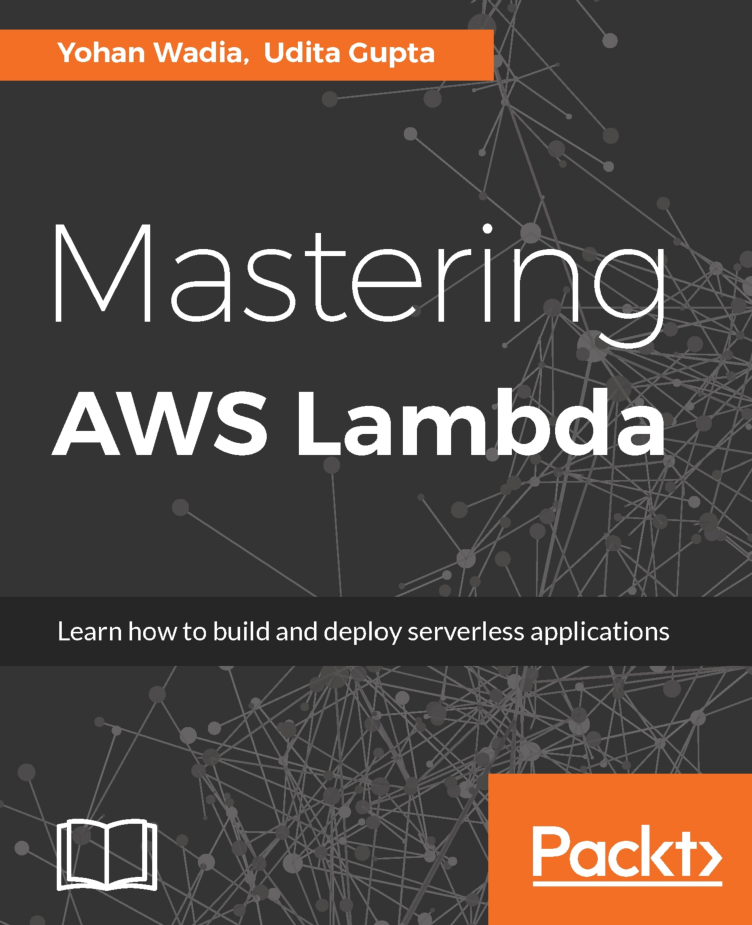 Yohan Wadia, Udita Gupta
Mastering
AWS Lambda
Learn how to build and deploy serverless applications
Packt>